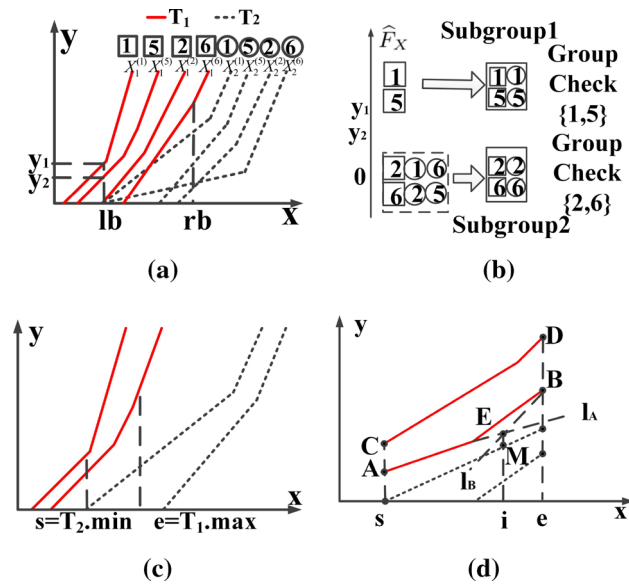 T₁ T₂
y
1 5 2 6 1 5 2 6
X₁⁽¹⁾ X₁⁽⁵⁾ X₁⁽²⁾ X₁⁽⁶⁾ X₂⁽¹⁾ X₂⁽⁵⁾ X₂⁽²⁾ X₂⁽⁶⁾
y₁
y₂
lb rb x
(a)
F̂_X Subgroup1
1 1 1 Group
5 5 5 Check
y₁ {1,5}
y₂ Group
0 2 1 6 2 2 Check
6 2 5 6 6 {2,6}
Subgroup2
(b)
y
x
s=T₂.min e=T₁.max
(c)
y D
B
E l_A
C
A M
l_B
s i e x
(d)